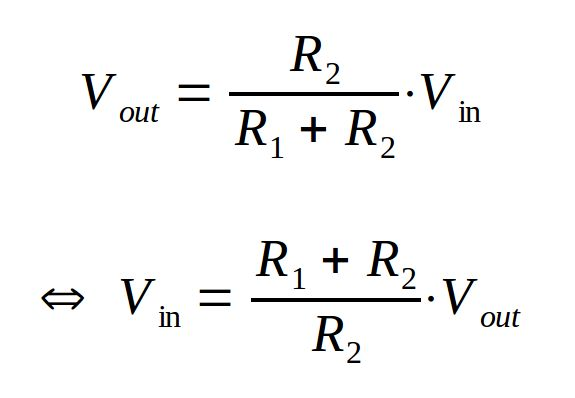 V_out = R_2 / (R_1 + R_2) · V_in
⇔ V_in = (R_1 + R_2) / R_2 · V_out